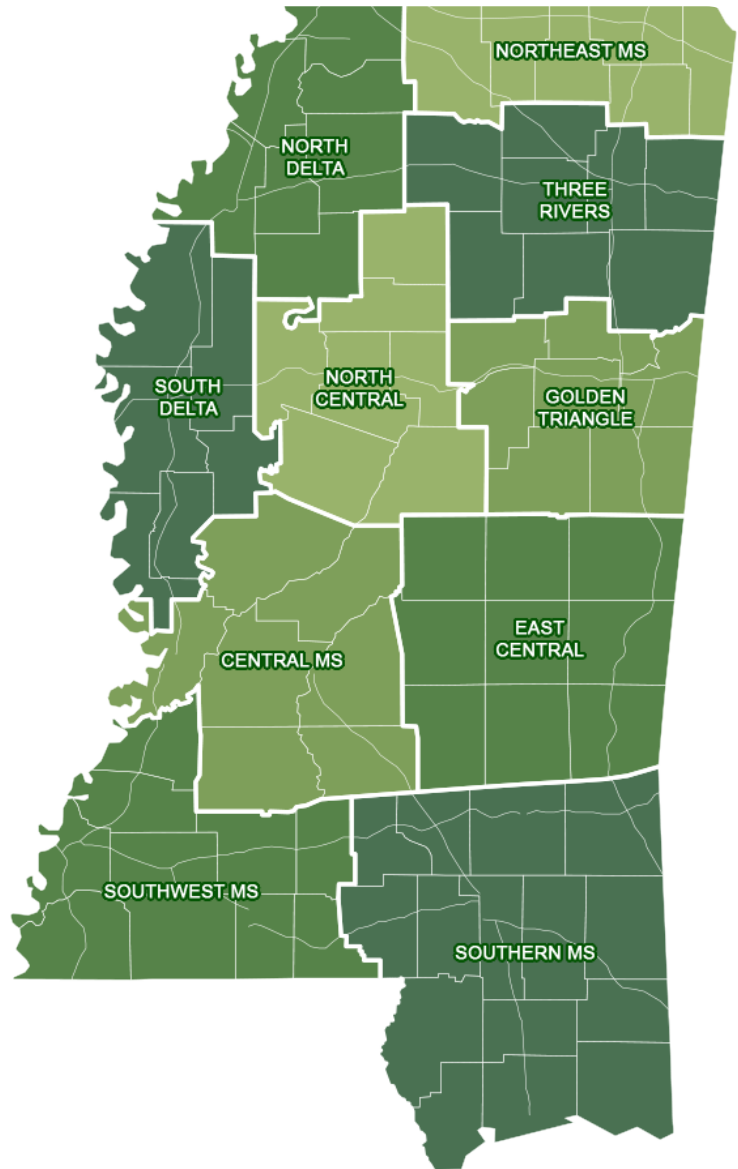 NORTHEAST MS
NORTH
DELTA
THREE
RIVERS
SOUTH
DELTA
NORTH
CENTRAL
GOLDEN
TRIANGLE
EAST
CENTRAL
CENTRAL MS
SOUTHWEST MS
SOUTHERN MS